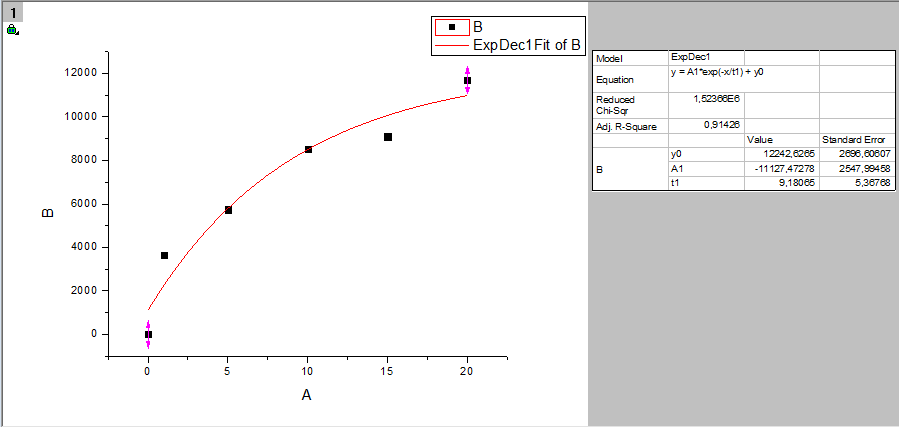 1
B
ExpDec1Fit of B
12000
10000
8000
6000
4000
2000
0
B
0 5 10 15 20
A
Model ExpDec1
Equation y = A1*exp(-x/t1) + y0
Reduced Chi-Sqr 1,52366E6
Adj. R-Square 0,91426
Value Standard Error
B y0 12242,6265 2696,60607
A1 -11127,47278 2547,99458
t1 9,18065 5,36768